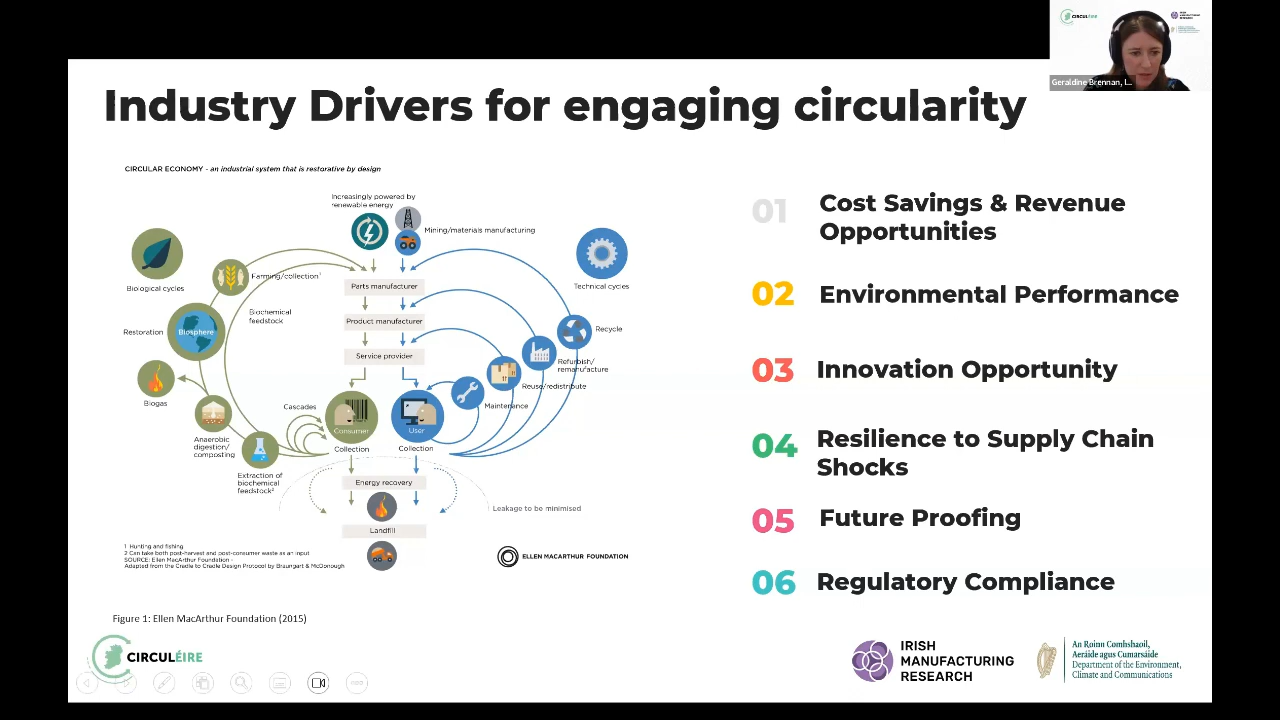 CIRCULÉIRE
IRISH
MANUFACTURING
RESEARCH
Geraldine Brennan, I...
Industry Drivers for engaging circularity
CIRCULAR ECONOMY - an industrial system that is restorative by design
Increasingly powered by
renewable energy
Mining/materials manufacturing
Biological cycles
Technical cycles
Farming/collection¹
Parts manufacturer
Biochemical
feedstock
Product manufacturer
Restoration
Biosphere
Recycle
Service provider
Refurbish/
remanufacture
Reuse/redistribute
Biogas
Cascades
Maintenance
Consumer
User
Anaerobic
digestion/
composting
Collection
Collection
Extraction of
biochemical
feedstock²
Energy recovery
Leakage to be minimised
Landfill
1 Hunting and fishing
2 Can take both post-harvest and post-consumer waste as an input
SOURCE: Ellen MacArthur Foundation -
Adapted from the Cradle to Cradle Design Protocol by Braungart & McDonough
ELLEN MACARTHUR FOUNDATION
Figure 1: Ellen MacArthur Foundation (2015)
01 Cost Savings & Revenue
Opportunities
02 Environmental Performance
03 Innovation Opportunity
04 Resilience to Supply Chain
Shocks
05 Future Proofing
06 Regulatory Compliance
CIRCULÉIRE
IRISH
MANUFACTURING
RESEARCH
An Roinn Comhshaoil,
Aeráide agus Cumarsáide
Department of the Environment,
Climate and Communications